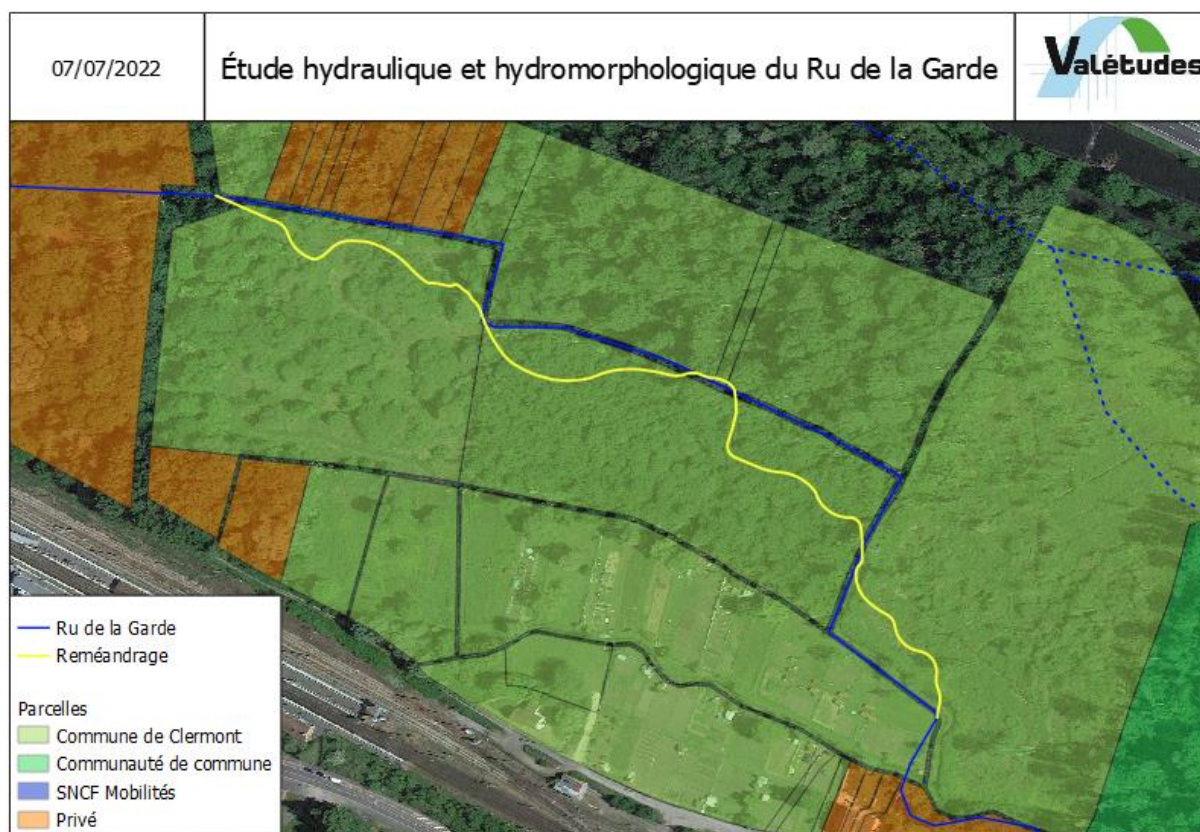 07/07/2022
Étude hydraulique et hydromorphologique du Ru de la Garde
Valétudes
Ru de la Garde
Reméandrage
Parcelles
Commune de Clermont
Communauté de commune
SNCF Mobilités
Privé